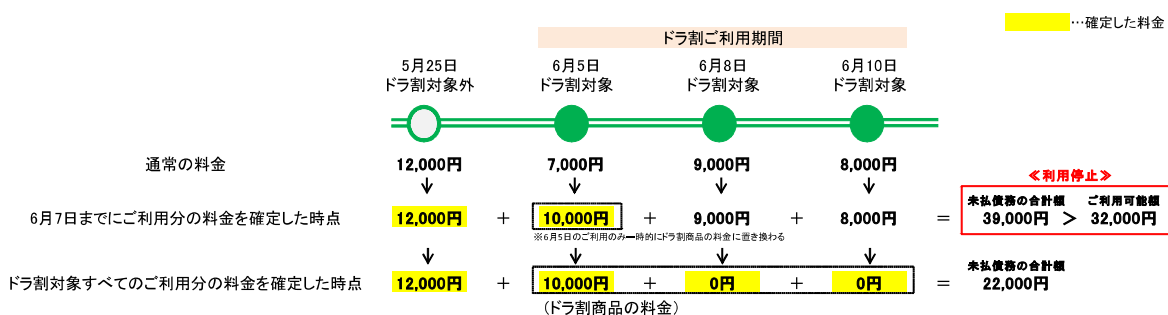 …確定した料金
ドラ割ご利用期間
5月25日 6月5日 6月8日 6月10日
ドラ割対象外 ドラ割対象 ドラ割対象 ドラ割対象
通常の料金 12,000円 7,000円 9,000円 8,000円
↓ ↓ ↓ ↓
≪利用停止≫
未払債務の合計額 ご利用可能額
6月7日までにご利用分の料金を確定した時点 12,000円 + 10,000円 + 9,000円 + 8,000円 = 39,000円 > 32,000円
※6月5日のご利用のみ一時的にドラ割商品の料金に置き換わる
↓ ↓ ↓ ↓
未払債務の合計額
ドラ割対象すべてのご利用分の料金を確定した時点 12,000円 + 10,000円 + 0円 + 0円 = 22,000円
(ドラ割商品の料金)